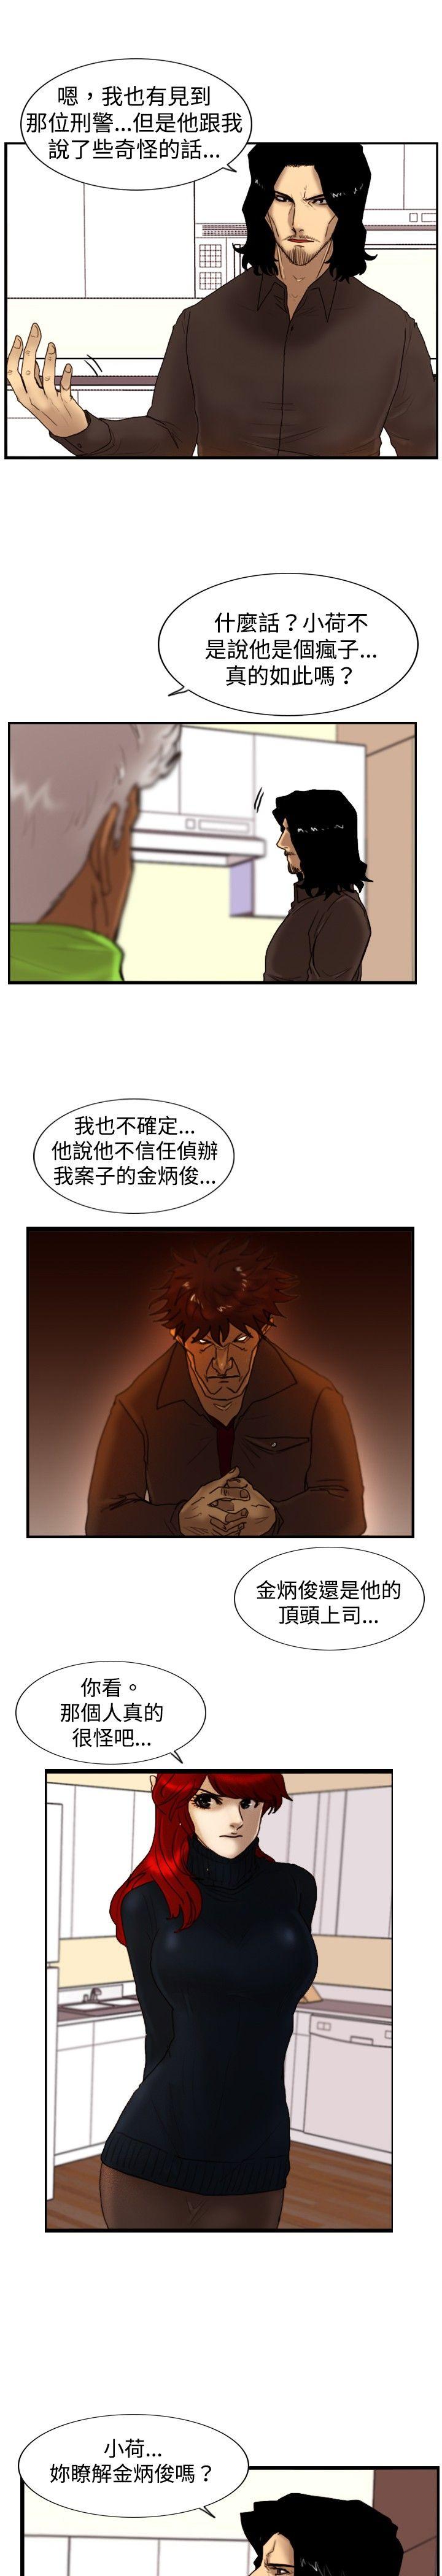 嗯，我也有見到
那位刑警...但是他跟我
說了些奇怪的話...
什麼話？小荷不
是說他是個瘋子...
真的如此嗎？
我也不確定...
他說他不信任偵辦
我案子的金炳俊...
金炳俊還是他的
頂頭上司...
你看。
那個人真的
很怪吧...
小荷...
妳瞭解金炳俊嗎？